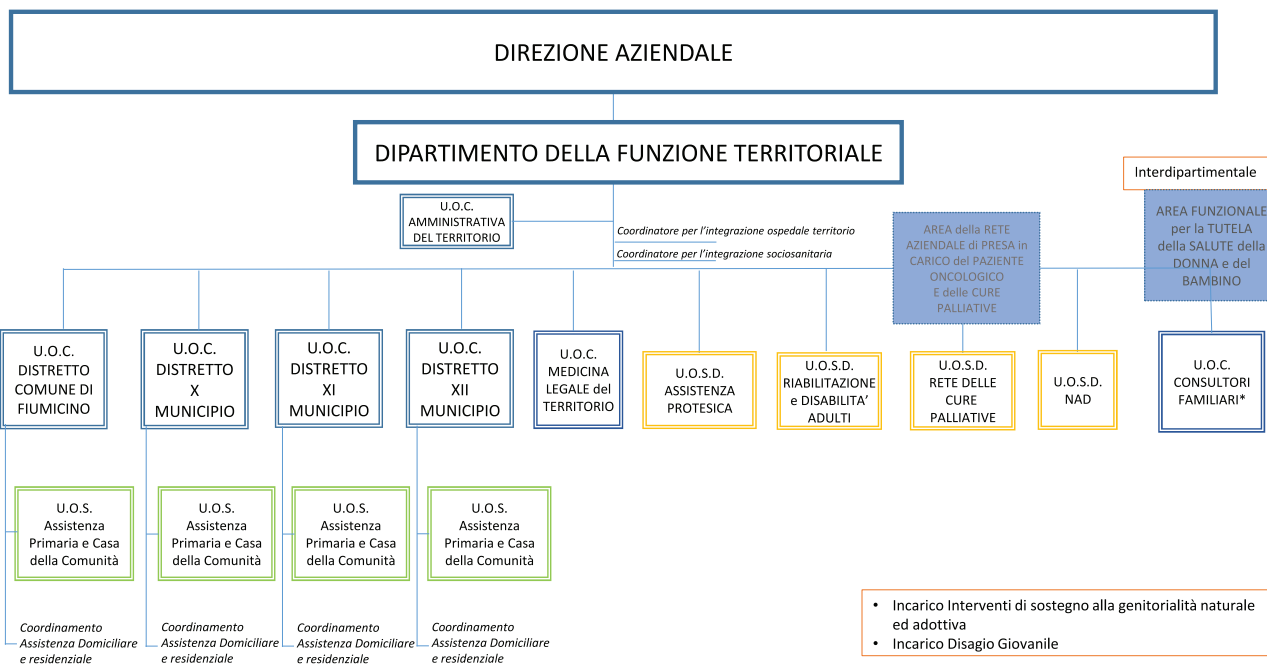 DIREZIONE AZIENDALE
DIPARTIMENTO DELLA FUNZIONE TERRITORIALE
Interdipartimentale
U.O.C.
AMMINISTRATIVA
DEL TERRITORIO
Coordinatore per l’integrazione ospedale territorio
Coordinatore per l’integrazione sociosanitaria
AREA della RETE
AZIENDALE di PRESA in
CARICO del PAZIENTE
ONCOLOGICO
E delle CURE
PALLIATIVE
AREA FUNZIONALE
per la TUTELA
della SALUTE della
DONNA e del
BAMBINO
U.O.C.
DISTRETTO
COMUNE DI
FIUMICINO
U.O.C.
DISTRETTO
X
MUNICIPIO
U.O.C.
DISTRETTO
XI
MUNICIPIO
U.O.C.
DISTRETTO
XII
MUNICIPIO
U.O.C.
MEDICINA
LEGALE del
TERRITORIO
U.O.S.D.
ASSISTENZA
PROTESICA
U.O.S.D.
RIABILITAZIONE
e DISABILITA’
ADULTI
U.O.S.D.
RETE DELLE
CURE
PALLIATIVE
U.O.S.D.
NAD
U.O.C.
CONSULTORI
FAMILIARI*
U.O.S.
Assistenza
Primaria e Casa
della Comunità
U.O.S.
Assistenza
Primaria e Casa
della Comunità
U.O.S.
Assistenza
Primaria e Casa
della Comunità
U.O.S.
Assistenza
Primaria e Casa
della Comunità
Coordinamento
Assistenza Domiciliare
e residenziale
Coordinamento
Assistenza Domiciliare
e residenziale
Coordinamento
Assistenza Domiciliare
e residenziale
Coordinamento
Assistenza Domiciliare
e residenziale
• Incarico Interventi di sostegno alla genitorialità naturale
ed adottiva
• Incarico Disagio Giovanile